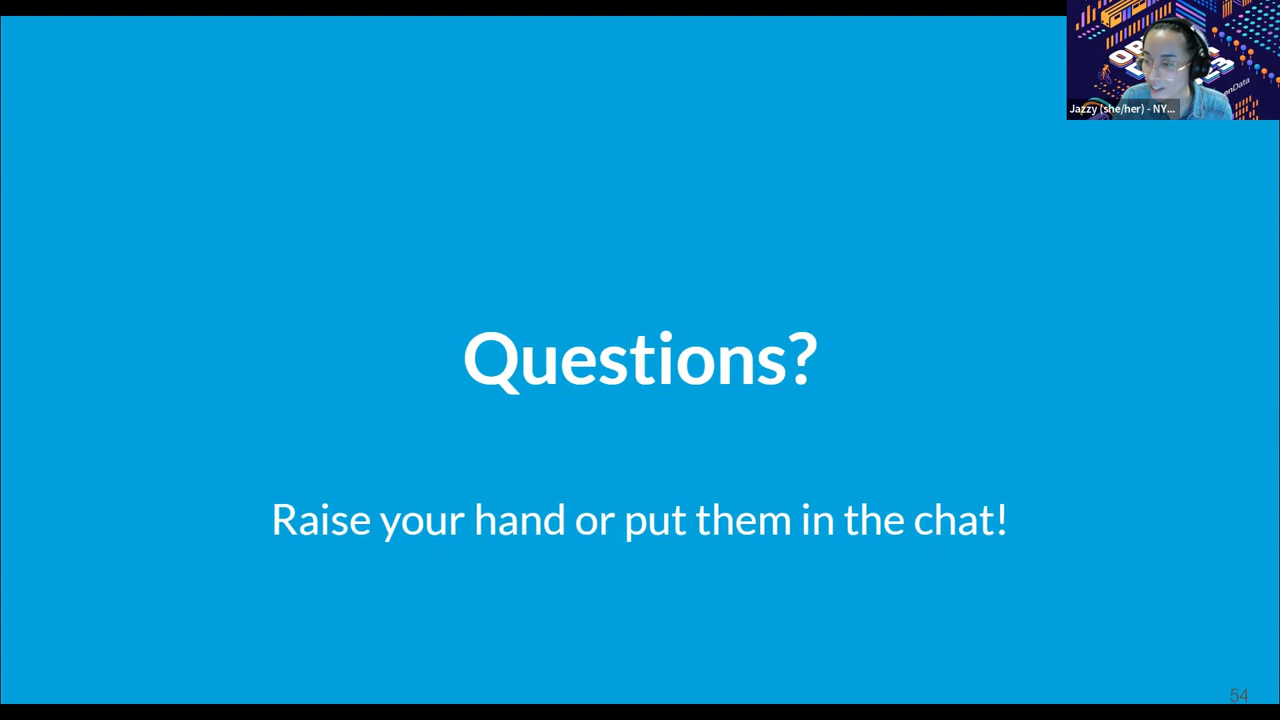 Jazzy (she/her) - NY...
Questions?
Raise your hand or put them in the chat!
54